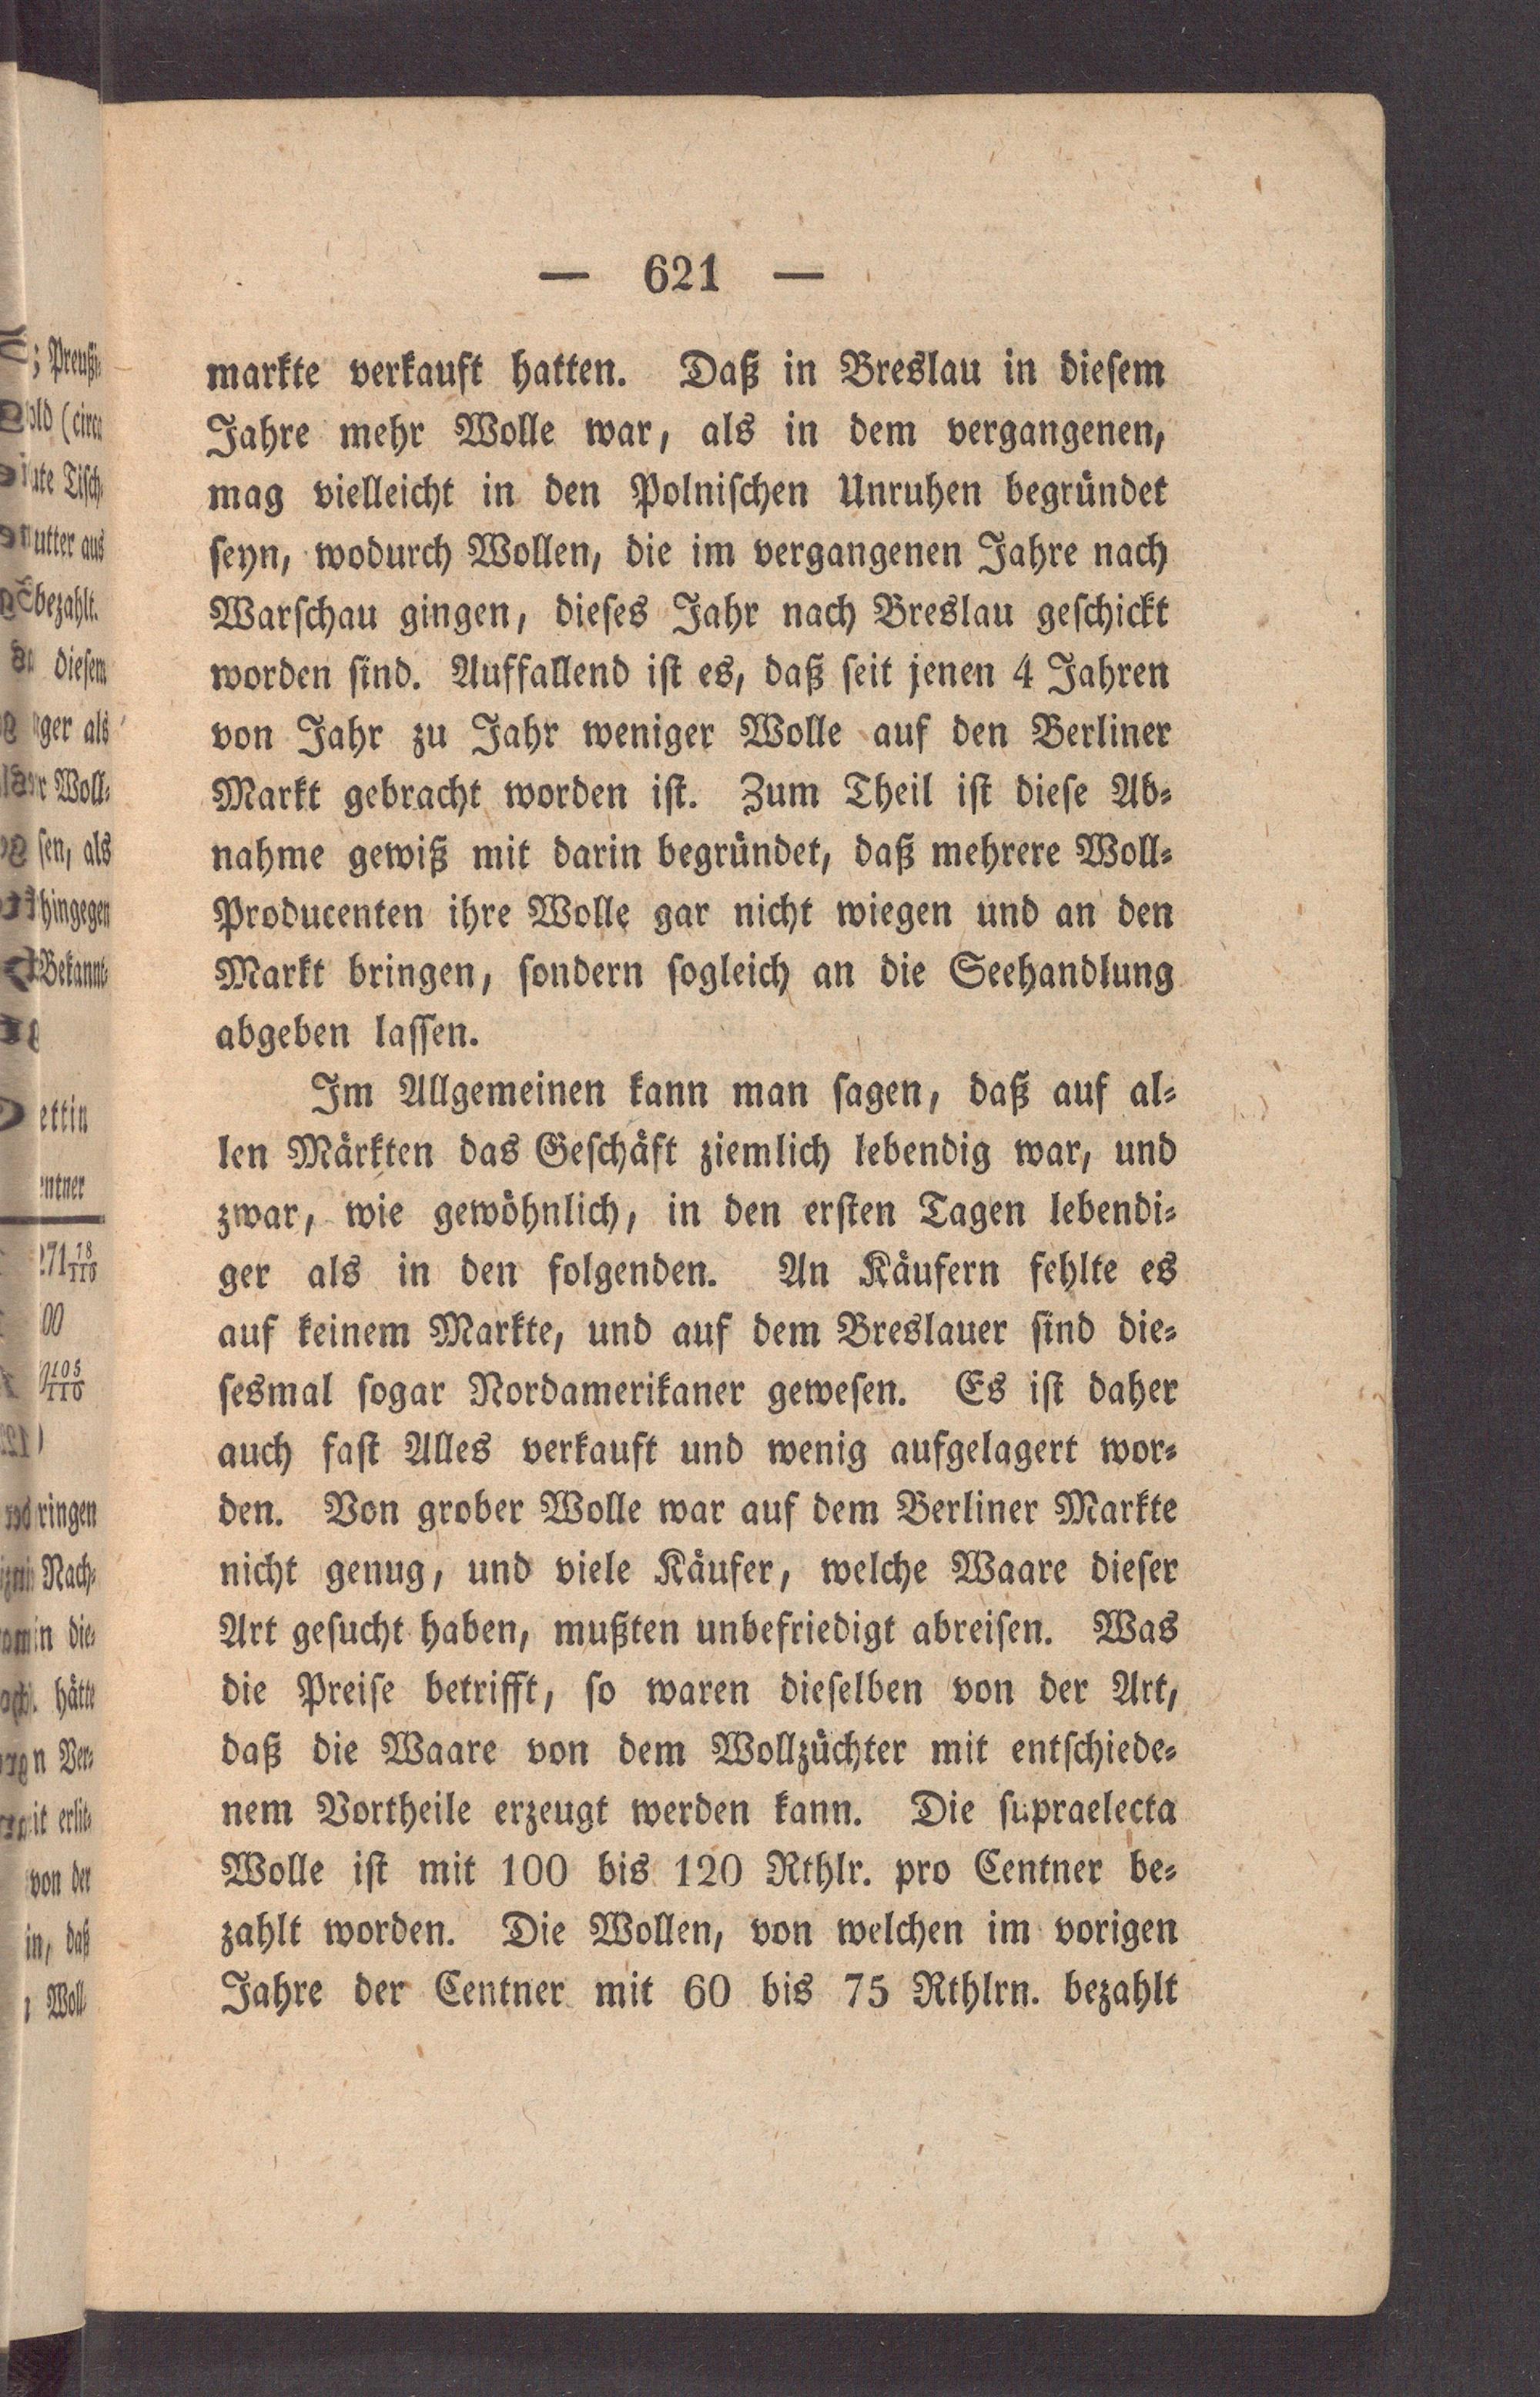 — 621 —
markte verkauft hatten. Daß in Breslau in diesem
Jahre mehr Wolle war, als in dem vergangenen,
mag vielleicht in den Polnischen Unruhen begründet
seyn, wodurch Wollen, die im vergangenen Jahre nach
Warschau gingen, dieses Jahr nach Breslau geschickt
worden sind. Auffallend ist es, daß seit jenen 4 Jahren
von Jahr zu Jahr weniger Wolle auf den Berliner
Markt gebracht worden ist. Zum Theil ist diese Ab-
nahme gewiß mit darin begründet, daß mehrere Woll-
Producenten ihre Wolle gar nicht wiegen und an den
Markt bringen, sondern sogleich an die Seehandlung
abgeben lassen.
Im Allgemeinen kann man sagen, daß auf al-
len Märkten das Geschäft ziemlich lebendig war, und
zwar, wie gewöhnlich, in den ersten Tagen lebendi-
ger als in den folgenden. An Käufern fehlte es
auf keinem Markte, und auf dem Breslauer sind die-
sesmal sogar Nordamerikaner gewesen. Es ist daher
auch fast Alles verkauft und wenig aufgelagert wor-
den. Von grober Wolle war auf dem Berliner Markte
nicht genug, und viele Käufer, welche Waare dieser
Art gesucht haben, mußten unbefriedigt abreisen. Was
die Preise betrifft, so waren dieselben von der Art,
daß die Waare von dem Wollzüchter mit entschiede-
nem Vortheile erzeugt werden kann. Die supraelecta
Wolle ist mit 100 bis 120 Rthlr. pro Centner be-
zahlt worden. Die Wollen, von welchen im vorigen
Jahre der Centner mit 60 bis 75 Rthlrn. bezahlt